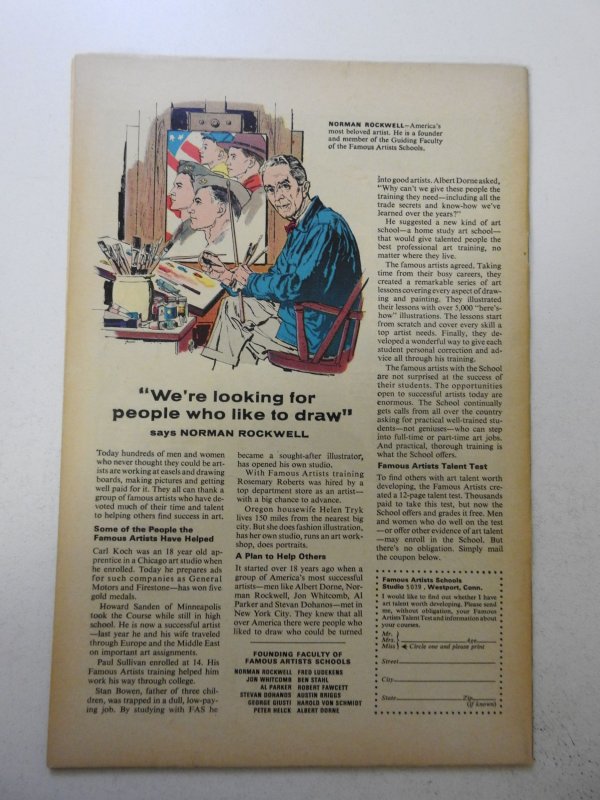 NORMAN ROCKWELL—America's
most beloved artist. He is a founder
and member of the Guiding Faculty
of the Famous Artists Schools.
"We're looking for
people who like to draw"
says NORMAN ROCKWELL
Today hundreds of men and women
who never thought they could be art-
ists are working at easels and drawing
boards, making pictures and getting
well paid for it. They all can thank a
group of famous artists who have de-
voted much of their time and talent
to helping others find success in art.
Some of the People the
Famous Artists Have Helped
Carl Koch was an 18 year old ap-
prentice in a Chicago art studio when
he enrolled. Today he prepares ads
for such companies as General
Motors and Firestone—has won five
gold medals.
Howard Sanden of Minneapolis
took the Course while still in high
school. He is now a successful artist
—last year he and his wife traveled
through Europe and the Middle East
on important art assignments.
Paul Sullivan enrolled at 14. His
Famous Artists training helped him
work his way through college.
Stan Bowen, father of three chil-
dren, was trapped in a dull, low-pay-
ing job. By studying with FAS he
became a sought-after illustrator,
has opened his own studio.
With Famous Artists training
Rosemary Roberts was hired by a
top department store as an artist—
with a big chance to advance.
Oregon housewife Helen Tryk
lives 150 miles from the nearest big
city. But she does fashion illustration,
has her own studio, runs an art work-
shop, does portraits.
A Plan to Help Others
It started over 18 years ago when a
group of America's most successful
artists—men like Albert Dorne, Nor-
man Rockwell, Jon Whitcomb, Al
Parker and Stevan Dohanos—met in
New York City. They knew that all
over America there were people who
liked to draw who could be turned
FOUNDING FACULTY OF
FAMOUS ARTISTS SCHOOLS
NORMAN ROCKWELL FRED LUDEKENS
JON WHITCOMB BEN STAHL
AL PARKER ROBERT FAWCETT
STEVAN DOHANOS AUSTIN BRIGGS
GEORGE GIUSTI HAROLD VON SCHMIDT
PETER HELCK ALBERT DORNE
into good artists. Albert Dorne asked,
"Why can't we give these people the
training they need—including all the
trade secrets and know-how we've
learned over the years?"
He suggested a new kind of art
school—a home study art school—
that would give talented people the
best professional art training, no
matter where they live.
The famous artists agreed. Taking
time from their busy careers, they
created a remarkable series of art
lessons covering every aspect of draw-
ing and painting. They illustrated
their lessons with over 5,000 "here's-
how" illustrations. The lessons start
from scratch and cover every skill a
top artist needs. Finally, they de-
veloped a wonderful way to give each
student personal correction and ad-
vice all through his training.
The famous artists with the School
are not surprised at the success of
their students. The opportunities
open to successful artists today are
enormous. The School continually
gets calls from all over the country
asking for practical well-trained stu-
dents—not geniuses—who can step
into full-time or part-time art jobs.
And practical, thorough training is
what the School offers.
Famous Artists Talent Test
To find others with art talent worth
developing, the Famous Artists cre-
ated a 12-page talent test. Thousands
paid to take this test, but now the
School offers and grades it free. Men
and women who do well on the test
—or offer other evidence of art talent
—may enroll in the School. But
there's no obligation. Simply mail
the coupon below.
Famous Artists Schools
Studio 5039, Westport, Conn.
I would like to find out whether I have
art talent worth developing. Please send
me, without obligation, your Famous
Artists Talent Test and information about
your courses.
Mr.
Mrs. Age
Miss Circle one and please print
Street
City
State Zip
(if known)